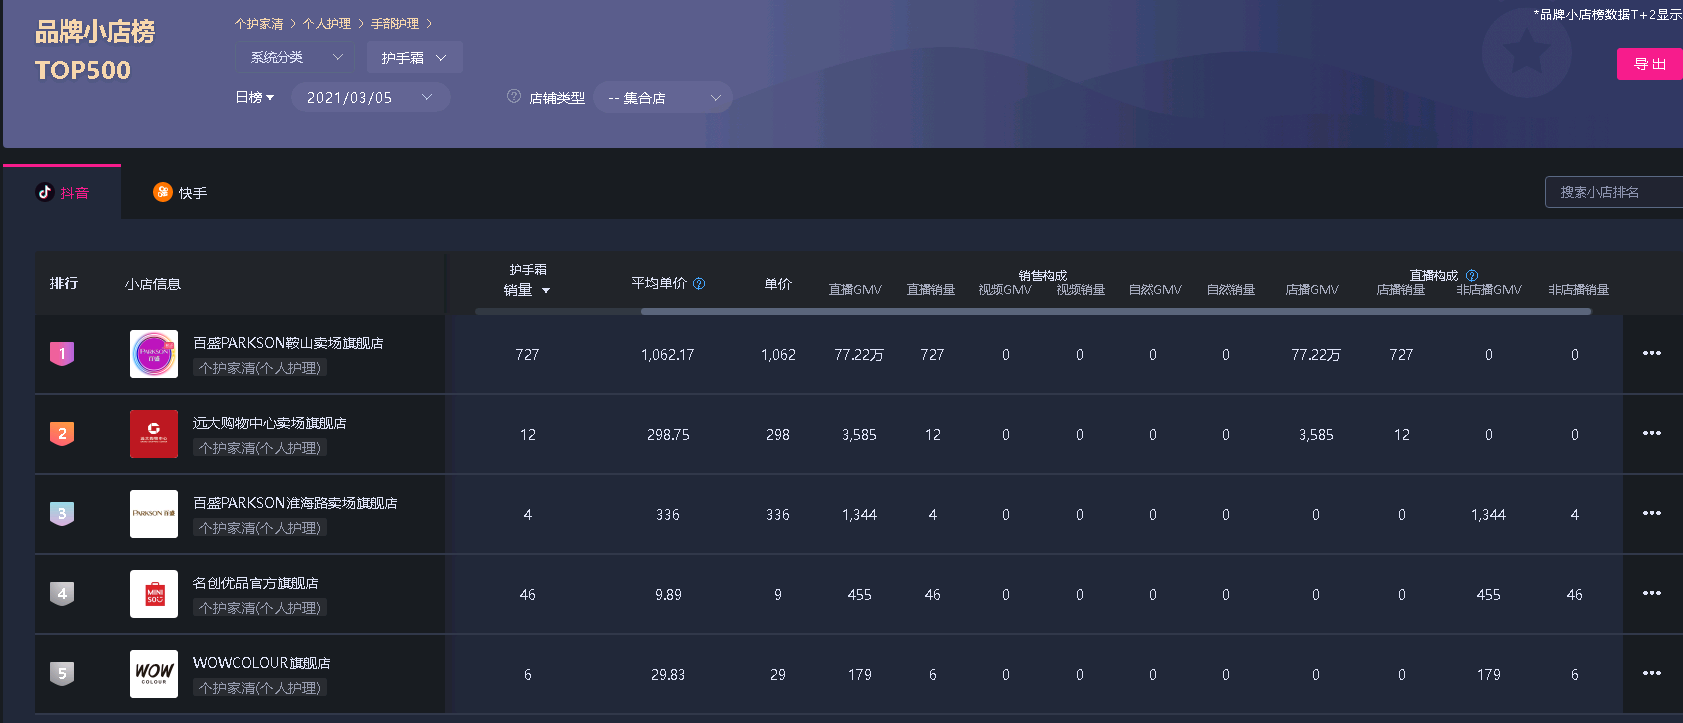 品牌小店榜
TOP500
个护家清 > 个人护理 > 手部护理 >
*品牌小店榜数据T+2显示
系统分类 护手霜
导出
日榜 2021/03/05 店铺类型 -- 集合店
抖音 快手 搜索小店排名
排行 小店信息 护手霜 销量 平均单价 单价 销售构成 直播构成
直播GMV 直播销量 视频GMV 视频销量 自然GMV 自然销量 店播GMV 店播销量 非店播GMV 非店播销量
1 PARKSON 百盛 百盛PARKSON鞍山卖场旗舰店 727 1,062.17 1,062 77.22万 727 0 0 0 0 77.22万 727 0 0
个护家清(个人护理)
2 远大购物中心卖场旗舰店 12 298.75 298 3,585 12 0 0 0 0 3,585 12 0 0
个护家清(个人护理)
3 PARKSON 百盛 百盛PARKSON淮海路卖场旗舰店 4 336 336 1,344 4 0 0 0 0 0 0 1,344 4
个护家清(个人护理)
4 MINI SO 名创优品官方旗舰店 46 9.89 9 455 46 0 0 0 0 0 0 455 46
个护家清(个人护理)
5 WOW COLOUR WOWCOLOUR旗舰店 6 29.83 29 179 6 0 0 0 0 0 0 179 6
个护家清(个人护理)